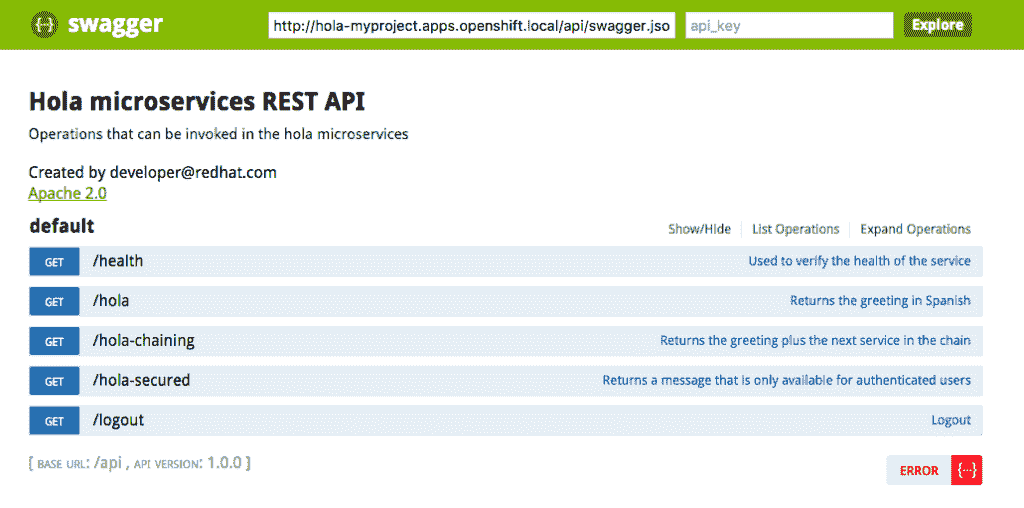 {··} swagger http://hola-myproject.apps.openshift.local/api/swagger.jso api_key Explore
Hola microservices REST API
Operations that can be invoked in the hola microservices
Created by developer@redhat.com
Apache 2.0
default Show/Hide List Operations Expand Operations
GET /health Used to verify the health of the service
GET /hola Returns the greeting in Spanish
GET /hola-chaining Returns the greeting plus the next service in the chain
GET /hola-secured Returns a message that is only available for authenticated users
GET /logout Logout
[ BASE URL: /api , API VERSION: 1.0.0 ]
ERROR {···}